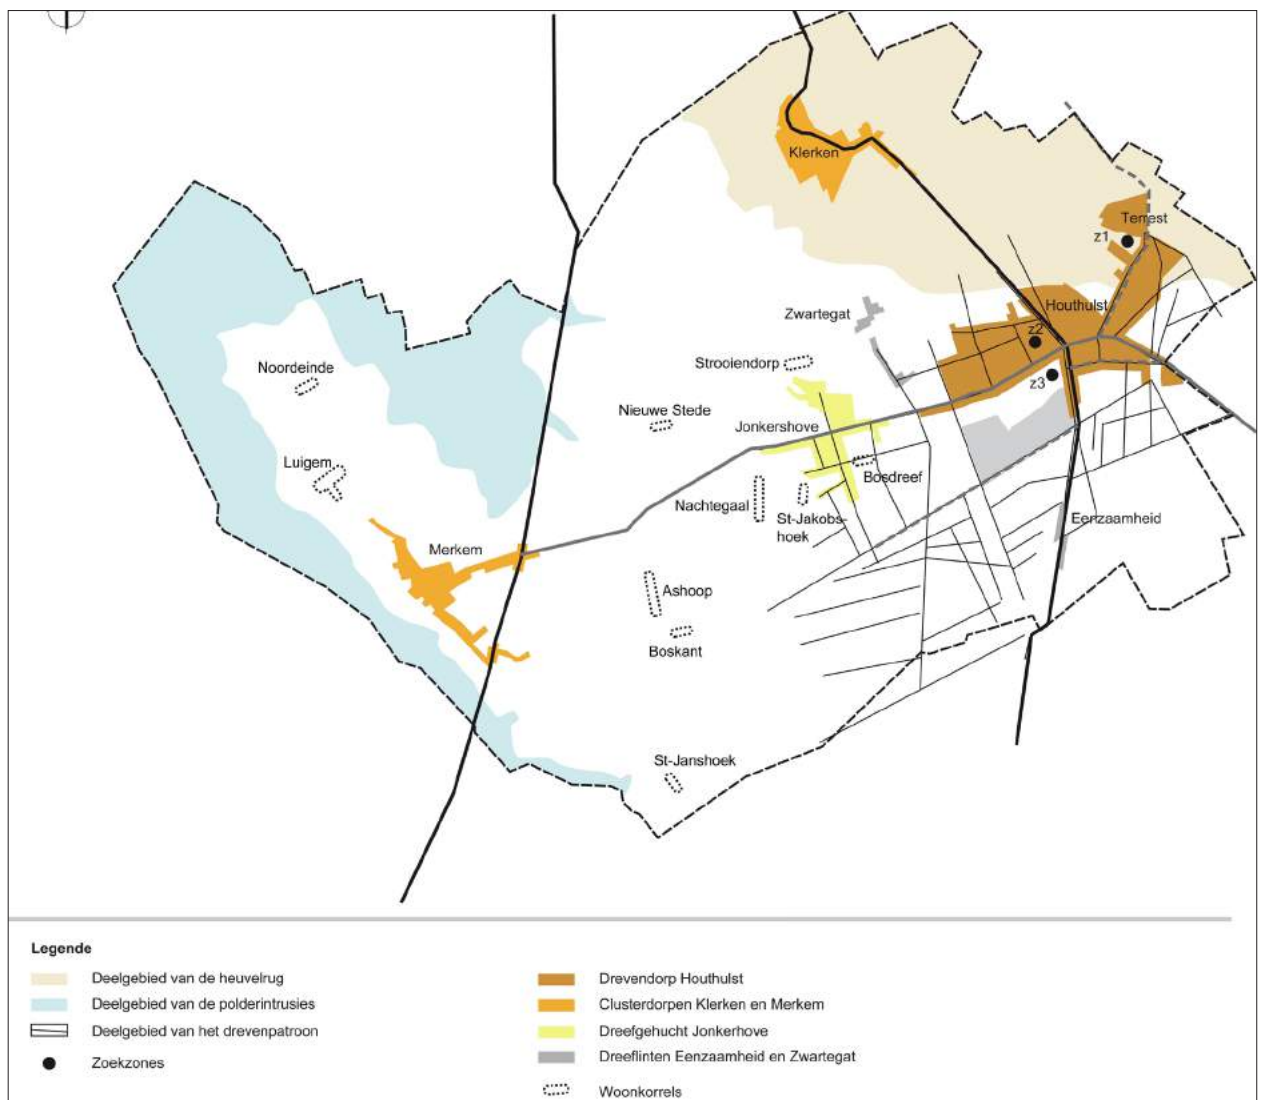 Klerken
Terrest
z1
Houthulst
Zwartegat
z2
Strooiendorp
z3
Noordeinde
Nieuwe Stede
Jonkershove
Luigem
Bosdreef
Nachtegaal
St-Jakobs-
hoek
Eenzaamheid
Merkem
Ashoop
Boskant
St-Janshoek
Legende
Deelgebied van de heuvelrug
Deelgebied van de polderintrusies
Deelgebied van het drevenpatroon
Zoekzones
Drevendorp Houthulst
Clusterdorpen Klerken en Merkem
Dreefgehucht Jonkerhove
Dreeflinten Eenzaamheid en Zwartegat
Woonkorrels